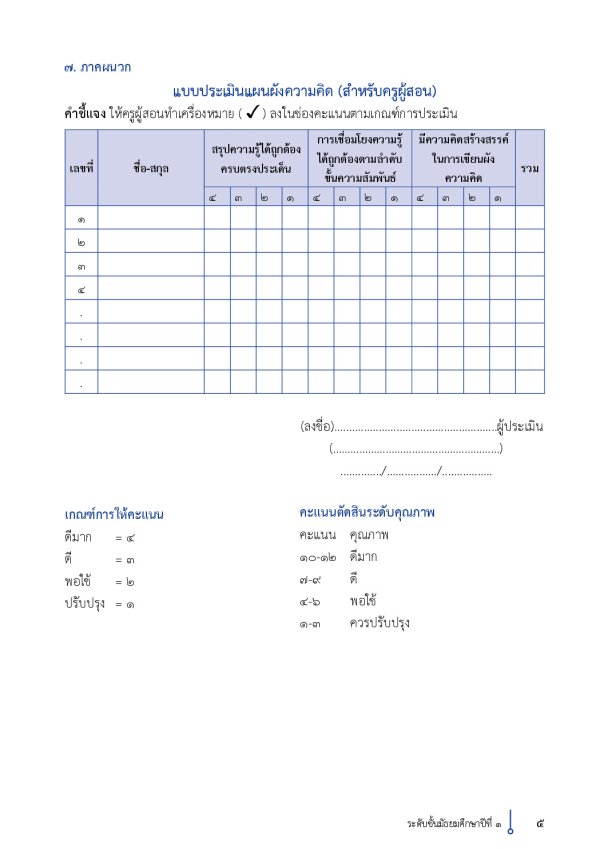 ๗. ภาคผนวก
แบบประเมินแผนผังความคิด (สำหรับครูผู้สอน)
คำชี้แจง ให้ครูผู้สอนทำเครื่องหมาย ( ✓ ) ลงในช่องคะแนนตามเกณฑ์การประเมิน
เลขที่ ชื่อ-สกุล สรุปความรู้ได้ถูกต้อง ครบตรงประเด็น การเชื่อมโยงความรู้ ได้ถูกต้องตามลำดับ ขั้นความสัมพันธ์ มีความคิดสร้างสรรค์ ในการเขียนผัง ความคิด รวม
๔ ๓ ๒ ๑ ๔ ๓ ๒ ๑ ๔ ๓ ๒ ๑
๑
๒
๓
๔
.
.
.
.
(ลงชื่อ)......................................................ผู้ประเมิน
(........................................................)
............../................./.................
เกณฑ์การให้คะแนน
ดีมาก = ๔
ดี = ๓
พอใช้ = ๒
ปรับปรุง = ๑
คะแนนตัดสินระดับคุณภาพ
คะแนน คุณภาพ
๑๐-๑๒ ดีมาก
๗-๙ ดี
๔-๖ พอใช้
๑-๓ ควรปรับปรุง
ระดับชั้นมัธยมศึกษาปีที่ ๑ ๕